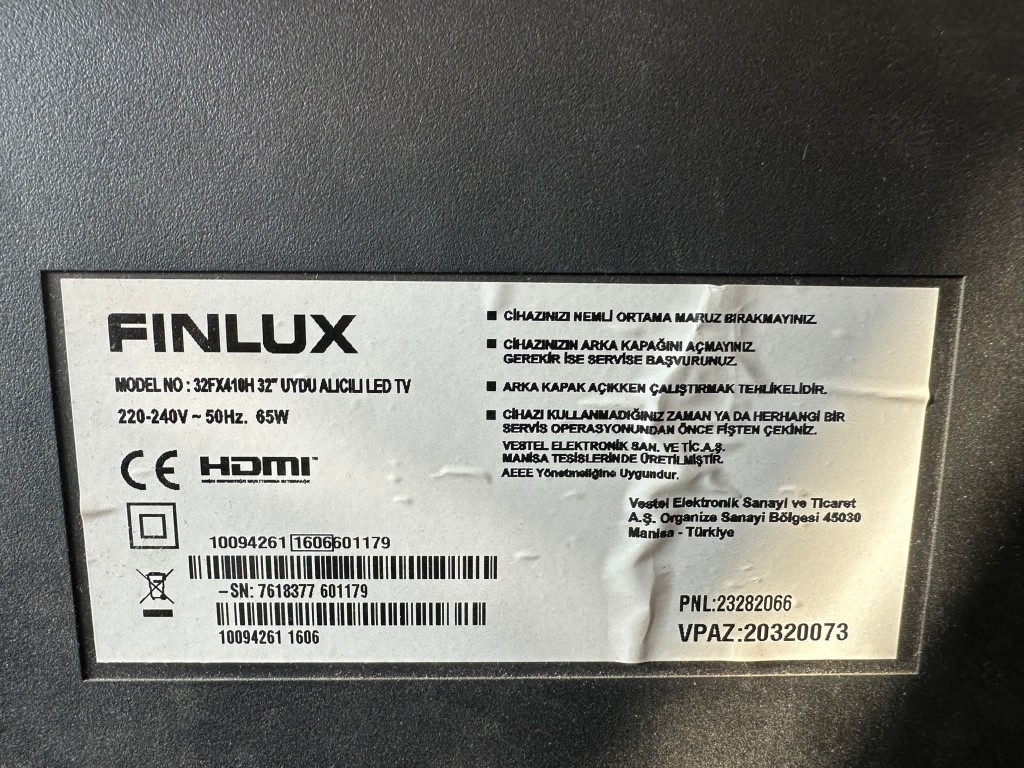 FINLUX
MODEL NO : 32FX410H 32" UYDU ALICILI LED TV
220-240V ~ 50Hz. 65W
CE HDMI
HIGH DEFINITION MULTIMEDIA INTERFACE
10094261 1606601179
-SN: 7618377 601179
10094261 1606
■ CİHAZINIZI NEMLİ ORTAMA MARUZ BIRAKMAYINIZ.
■ CİHAZINIZIN ARKA KAPAĞINI AÇMAYINIZ.
GEREKİR İSE SERVİSE BAŞVURUNUZ.
■ ARKA KAPAK AÇIKKEN ÇALIŞTIRMAK TEHLİKELİDİR.
■ CİHAZI KULLANMADIĞINIZ ZAMAN YA DA HERHANGİ BİR
SERVİS OPERASYONUNDAN ÖNCE FİŞTEN ÇEKİNİZ.
VESTEL ELEKTRONİK SAN. VE TİC.A.Ş.
MANİSA TESİSLERİNDE ÜRETİLMİŞTİR.
AEEE Yönetmeliğine Uygundur.
Vestel Elektronik Sanayi ve Ticaret
A.Ş. Organize Sanayi Bölgesi 45030
Manisa - Türkiye
PNL:23282066
VPAZ:20320073